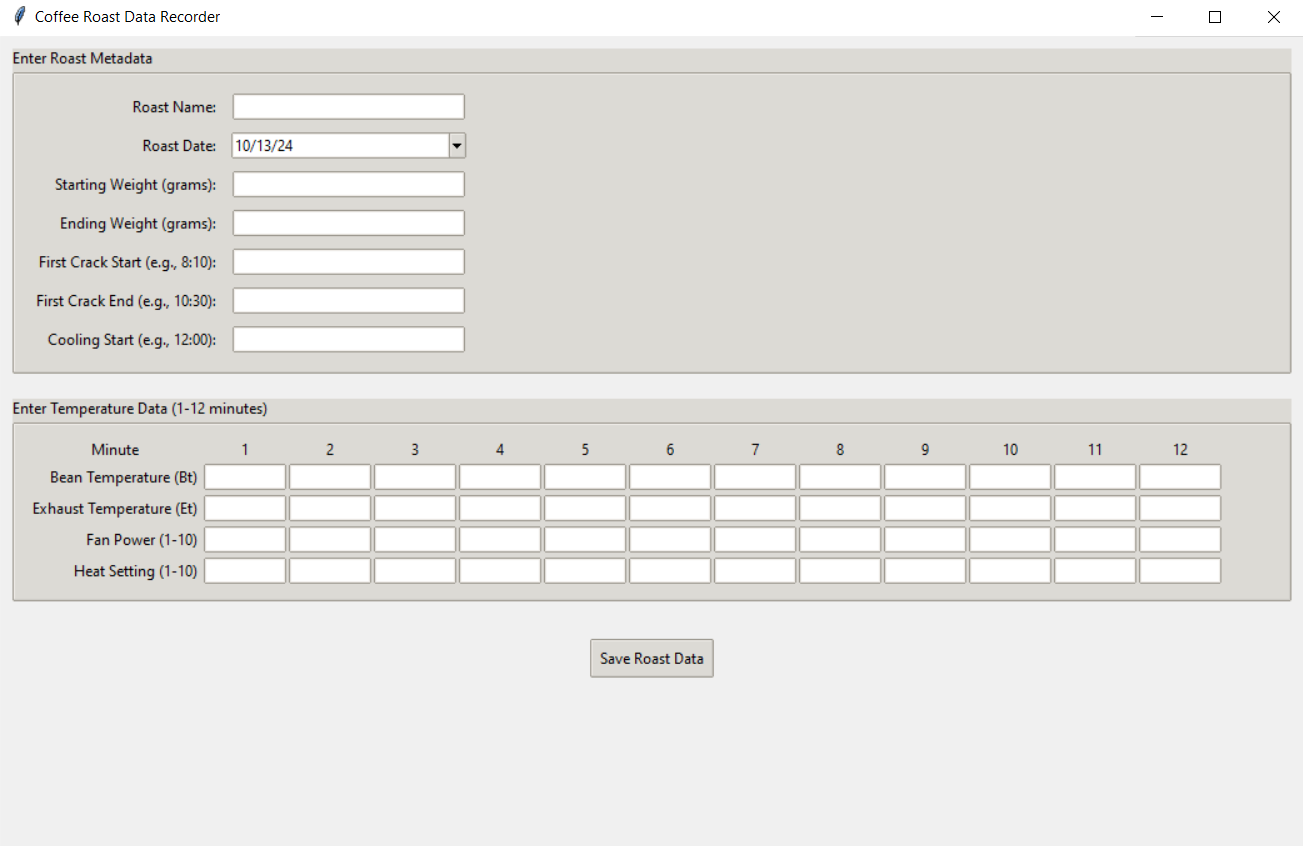 Coffee Roast Data Recorder
Enter Roast Metadata
Roast Name:
Roast Date: 10/13/24
Starting Weight (grams):
Ending Weight (grams):
First Crack Start (e.g., 8:10):
First Crack End (e.g., 10:30):
Cooling Start (e.g., 12:00):
Enter Temperature Data (1-12 minutes)
Minute 1 2 3 4 5 6 7 8 9 10 11 12
Bean Temperature (Bt)
Exhaust Temperature (Et)
Fan Power (1-10)
Heat Setting (1-10)
Save Roast Data